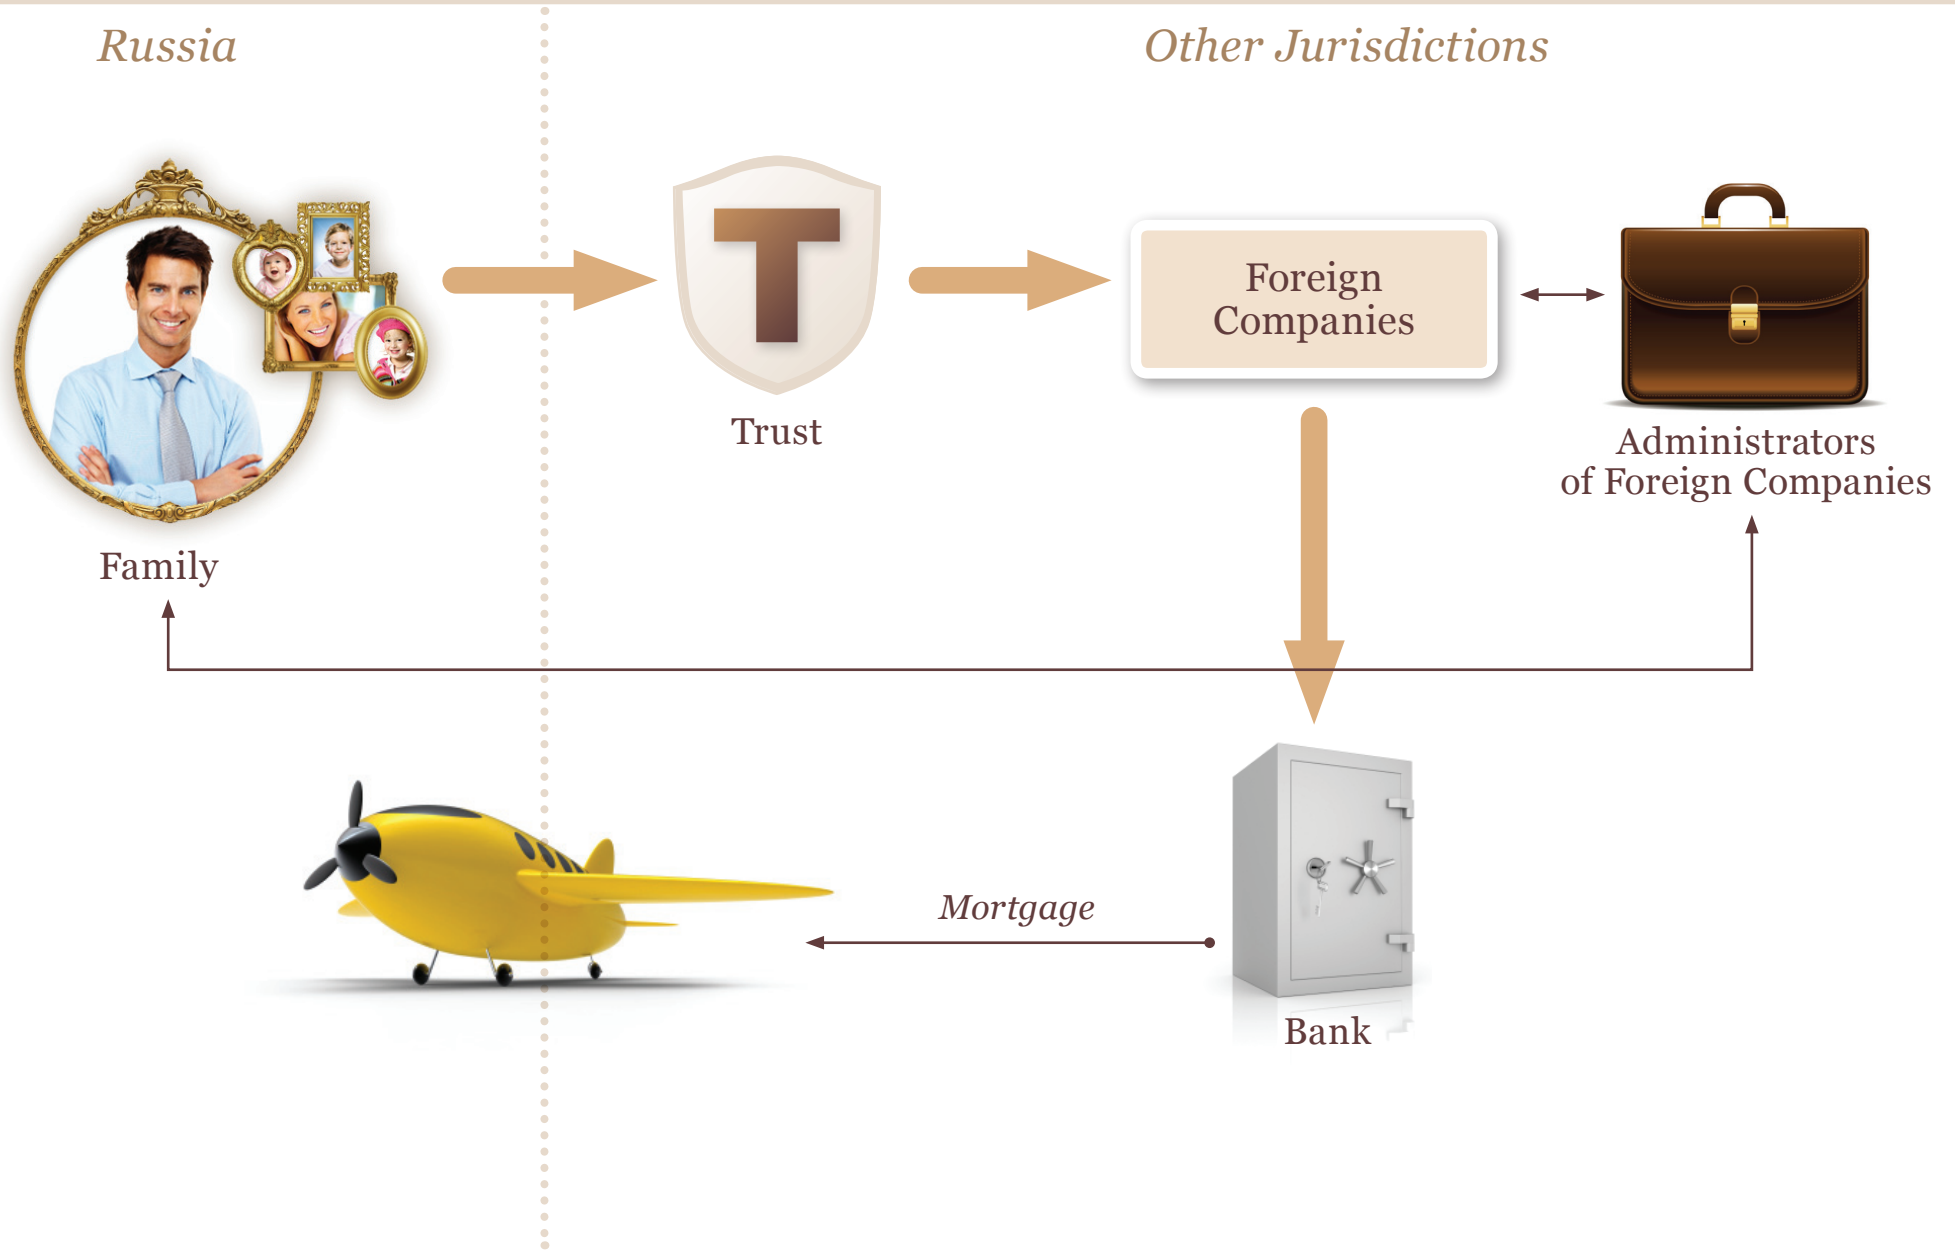 Russia
Other Jurisdictions
T
Foreign
Companies
Trust
Administrators
of Foreign Companies
Family
Mortgage
Bank